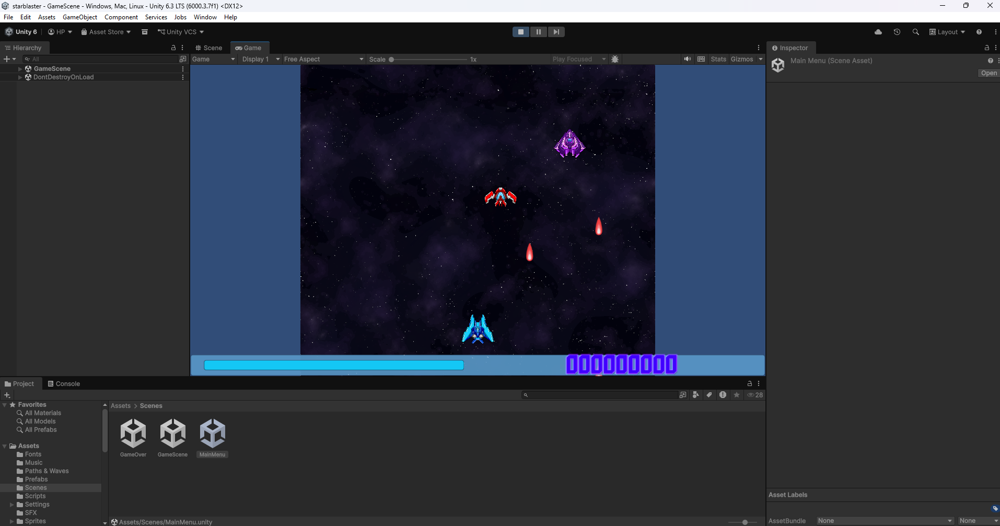 starblaster - GameScene - Windows, Mac, Linux - Unity 6.3 LTS (6000.3.7f1) <DX12>
File Edit Assets GameObject Component Services Jobs Window Help
Unity 6 HP Asset Store Unity VCS Layout
Hierarchy
All
GameScene
DontDestroyOnLoad
Scene Game
Game Display 1 Free Aspect Scale 1x Play Focused Stats Gizmos
000000000
Inspector
Main Menu (Scene Asset)
Open
Project Console
28
Favorites
All Materials
All Models
All Prefabs
Assets
Fonts
Music
Paths & Waves
Prefabs
Scenes
Scripts
Settings
SFX
Sprites
Assets > Scenes
GameOver GameScene MainMenu
Assets/Scenes/MainMenu.unity
Asset Labels
AssetBundle None None